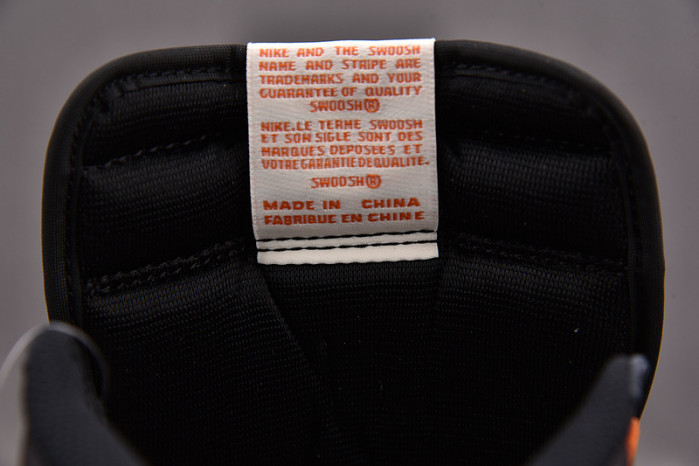 NIKE AND THE SWOOSH
NAME AND STRIPE ARE
TRADEMARKS AND YOUR
GUARANTEE OF QUALITY
SWOOSH®
NIKE.LE TERME SWOOSH
ET SON SIGLE SONT DES
MARQUES DEPOSEES ET
VOTRE GARANTIE DE QUALITE.
SWOOSH®
MADE IN CHINA
FABRIQUE EN CHINE